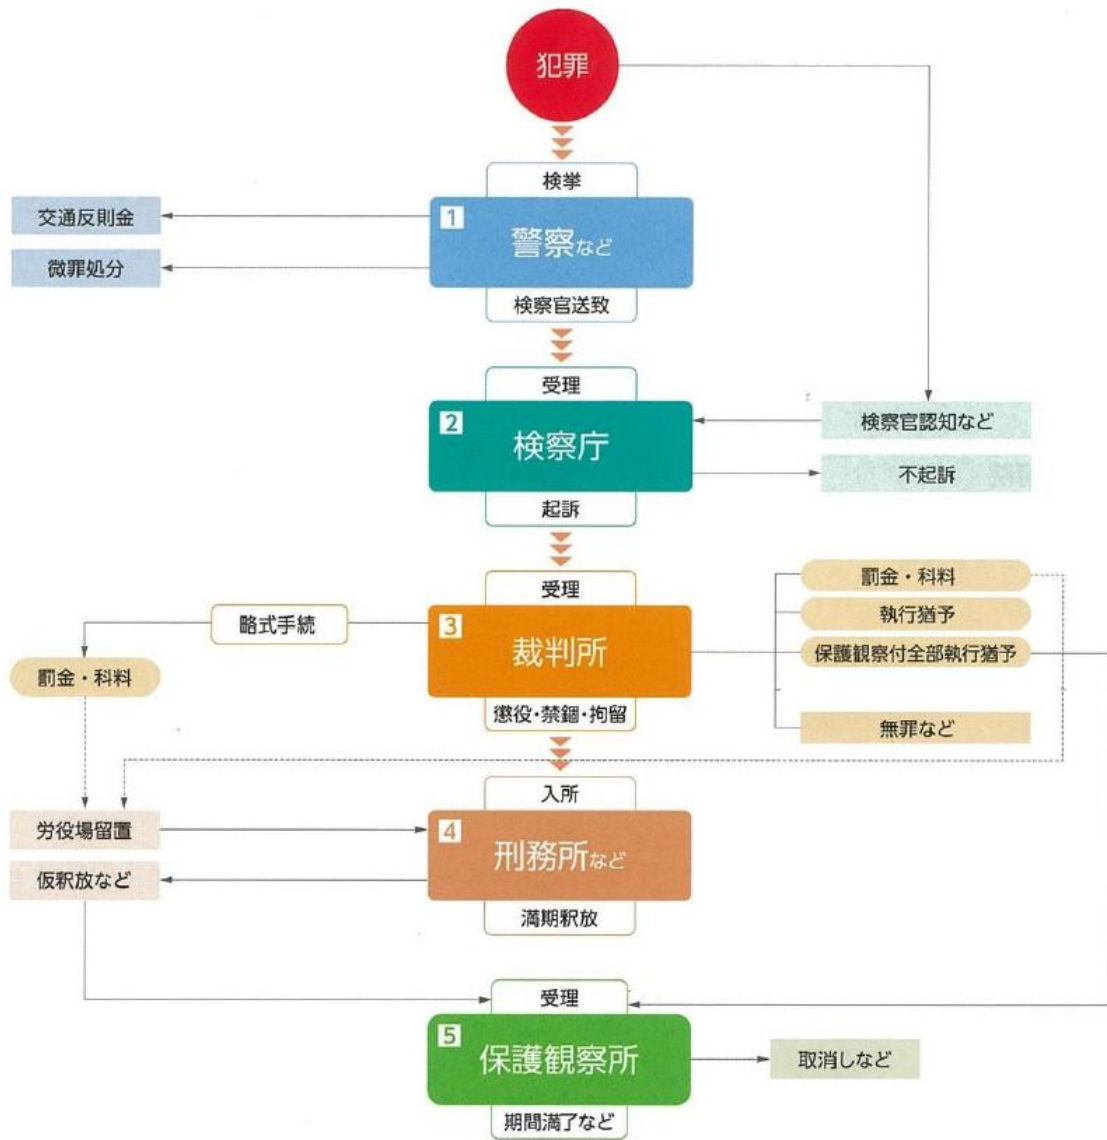 犯罪
検挙
1
警察など
検察官送致
交通反則金
微罪処分
受理
2
検察庁
起訴
検察官認知など
不起訴
受理
3
裁判所
懲役・禁錮・拘留
略式手続
罰金・科料
罰金・科料
執行猶予
保護観察付全部執行猶予
無罪など
入所
4
刑務所など
満期釈放
労役場留置
仮釈放など
受理
5
保護観察所
期間満了など
取消しなど